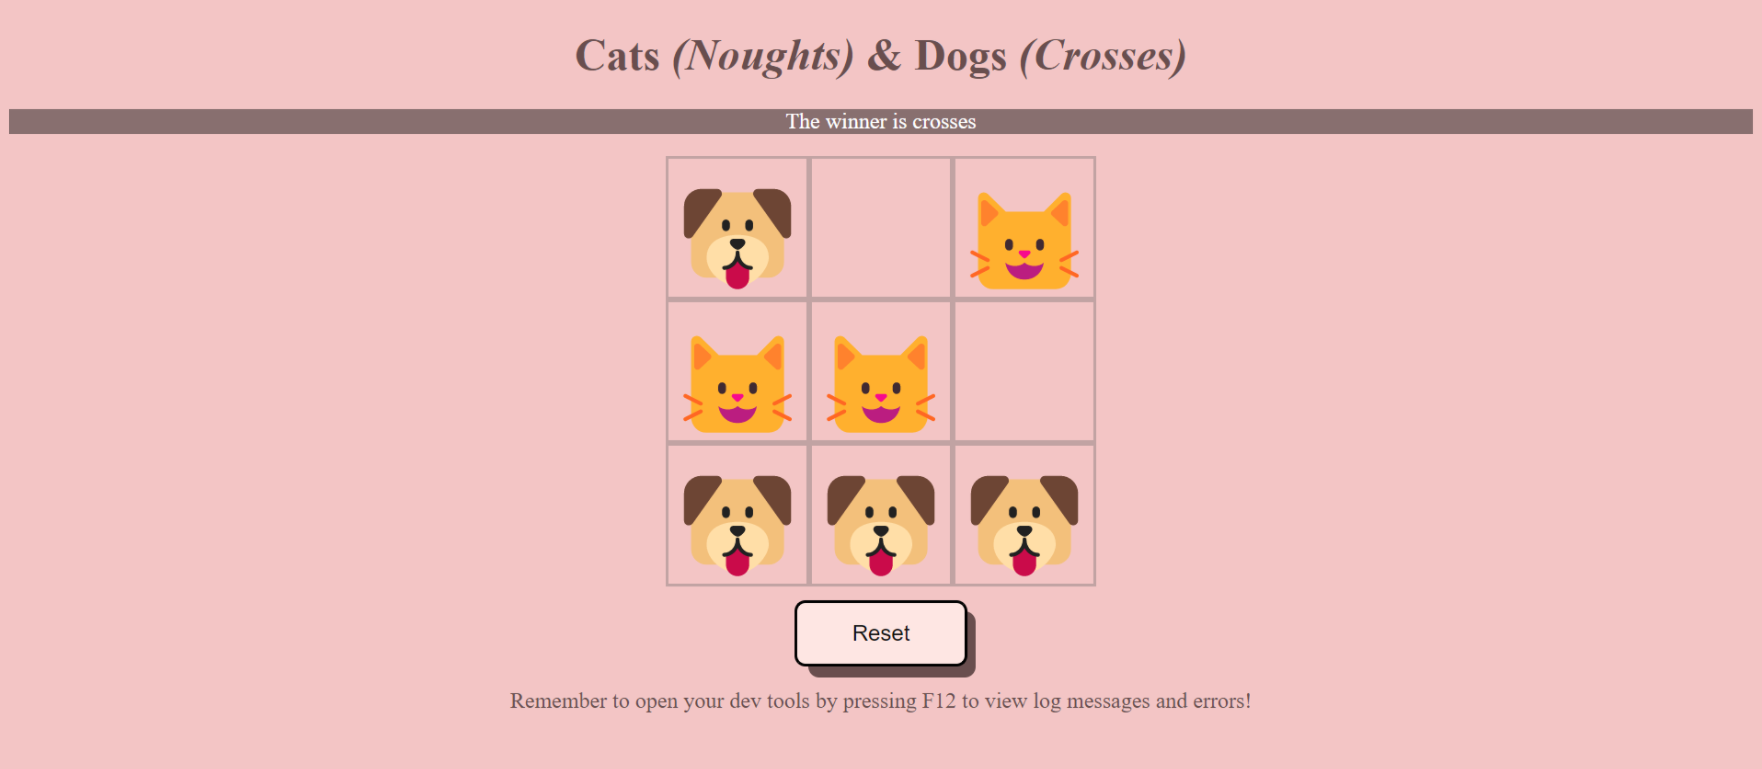 Cats (Noughts) & Dogs (Crosses)
The winner is crosses
Reset
Remember to open your dev tools by pressing F12 to view log messages and errors!